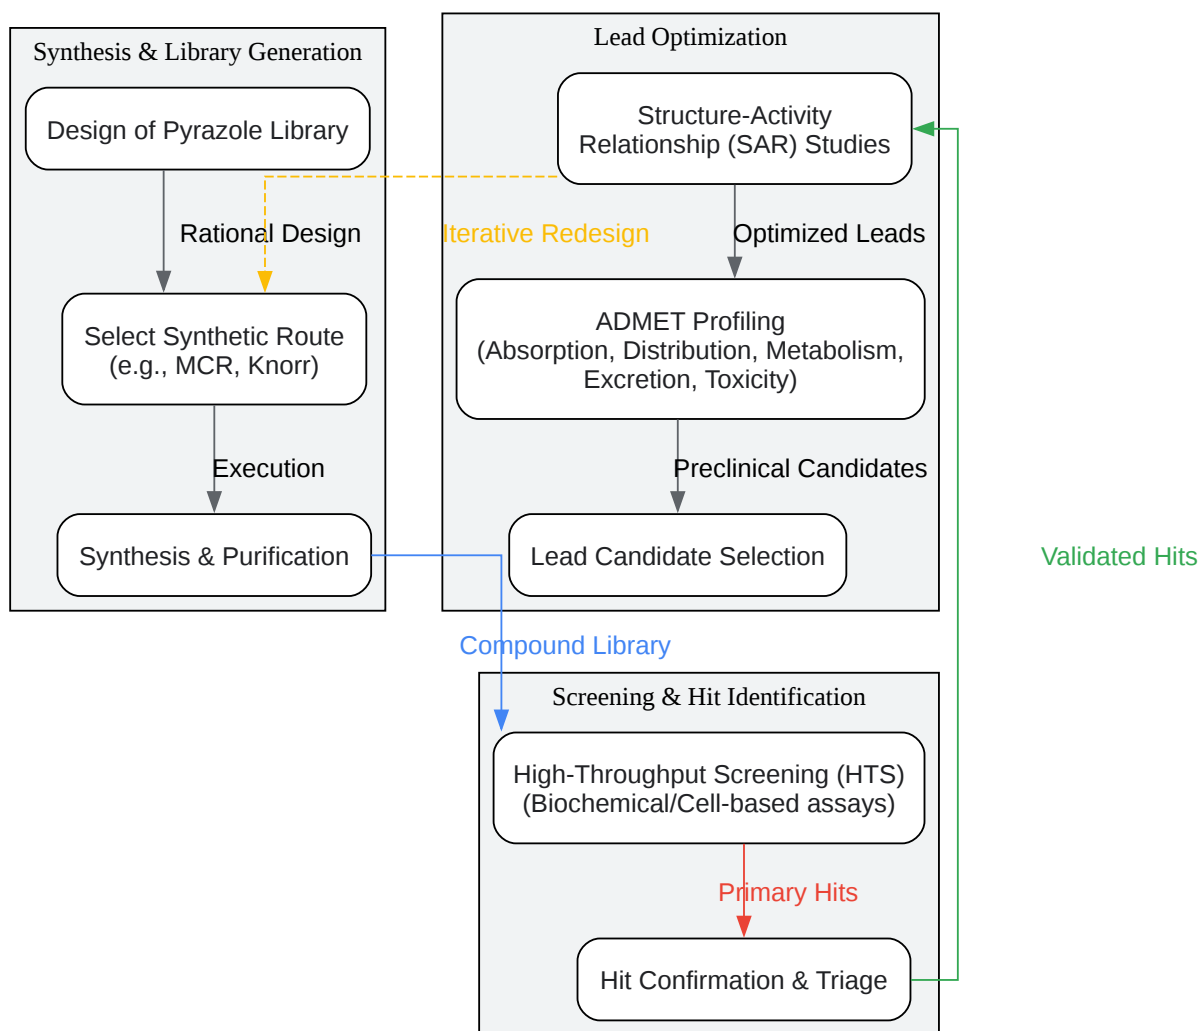 Synthesis & Library Generation
Design of Pyrazole Library
Rational Design
Select Synthetic Route
(e.g., MCR, Knorr)
Execution
Synthesis & Purification
Lead Optimization
Structure-Activity
Relationship (SAR) Studies
Iterative Redesign
Optimized Leads
ADMET Profiling
(Absorption, Distribution, Metabolism,
Excretion, Toxicity)
Preclinical Candidates
Lead Candidate Selection
Validated Hits
Compound Library
Screening & Hit Identification
High-Throughput Screening (HTS)
(Biochemical/Cell-based assays)
Primary Hits
Hit Confirmation & Triage